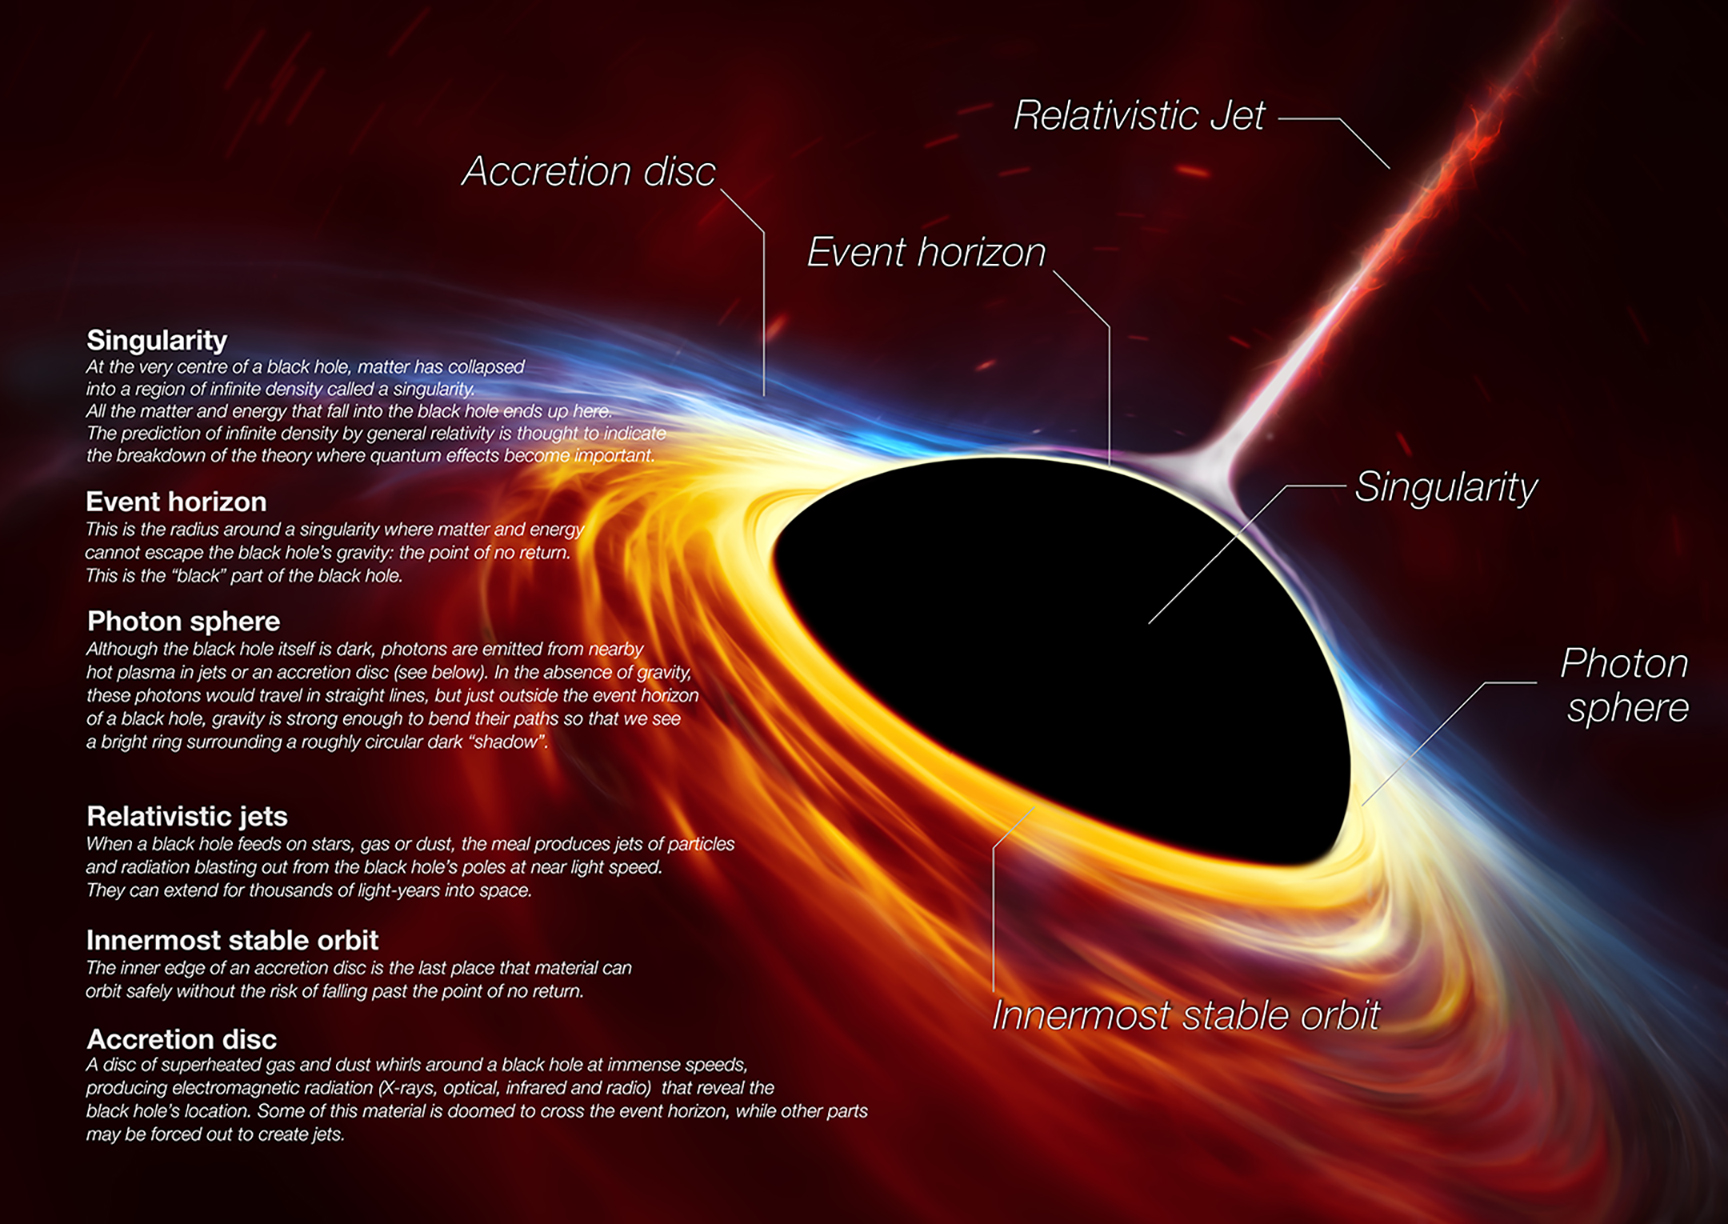 Relativistic Jet
Accretion disc
Event horizon
Singularity
Photon
sphere
Innermost stable orbit
Singularity
At the very centre of a black hole, matter has collapsed
into a region of infinite density called a singularity.
All the matter and energy that fall into the black hole ends up here.
The prediction of infinite density by general relativity is thought to indicate
the breakdown of the theory where quantum effects become important.
Event horizon
This is the radius around a singularity where matter and energy
cannot escape the black hole's gravity: the point of no return.
This is the “black” part of the black hole.
Photon sphere
Although the black hole itself is dark, photons are emitted from nearby
hot plasma in jets or an accretion disc (see below). In the absence of gravity,
these photons would travel in straight lines, but just outside the event horizon
of a black hole, gravity is strong enough to bend their paths so that we see
a bright ring surrounding a roughly circular dark “shadow”.
Relativistic jets
When a black hole feeds on stars, gas or dust, the meal produces jets of particles
and radiation blasting out from the black hole's poles at near light speed.
They can extend for thousands of light-years into space.
Innermost stable orbit
The inner edge of an accretion disc is the last place that material can
orbit safely without the risk of falling past the point of no return.
Accretion disc
A disc of superheated gas and dust whirls around a black hole at immense speeds,
producing electromagnetic radiation (X-rays, optical, infrared and radio) that reveal the
black hole's location. Some of this material is doomed to cross the event horizon, while other parts
may be forced out to create jets.